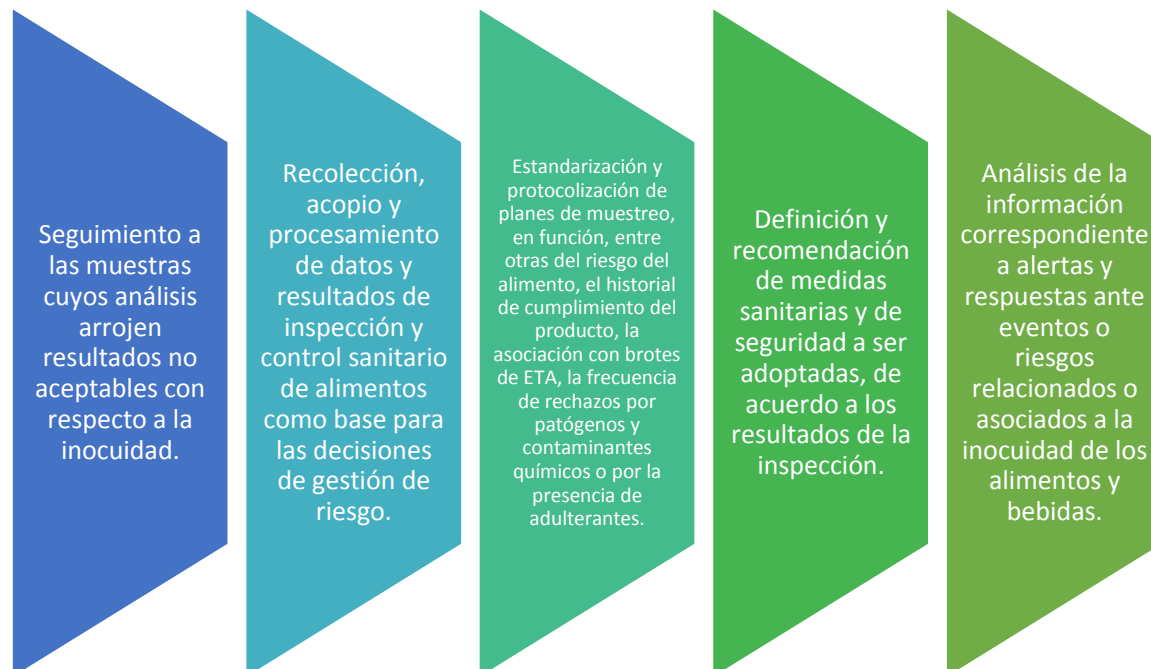 Seguimiento a
las muestras
cuyos análisis
arrojen
resultados no
aceptables con
respecto a la
inocuidad.
Recolección,
acopio y
procesamiento
de datos y
resultados de
inspección y
control sanitario
de alimentos
como base para
las decisiones
de gestión de
riesgo.
Estandarización y
protocolización de
planes de muestreo,
en función, entre
otras del riesgo del
alimento, el historial
de cumplimiento del
producto, la
asociación con brotes
de ETA, la frecuencia
de rechazos por
patógenos y
contaminantes
químicos o por la
presencia de
adulterantes.
Definición y
recomendación
de medidas
sanitarias y de
seguridad a ser
adoptadas, de
acuerdo a los
resultados de la
inspección.
Análisis de la
información
correspondiente
a alertas y
respuestas ante
eventos o
riesgos
relacionados o
asociados a la
inocuidad de los
alimentos y
bebidas.